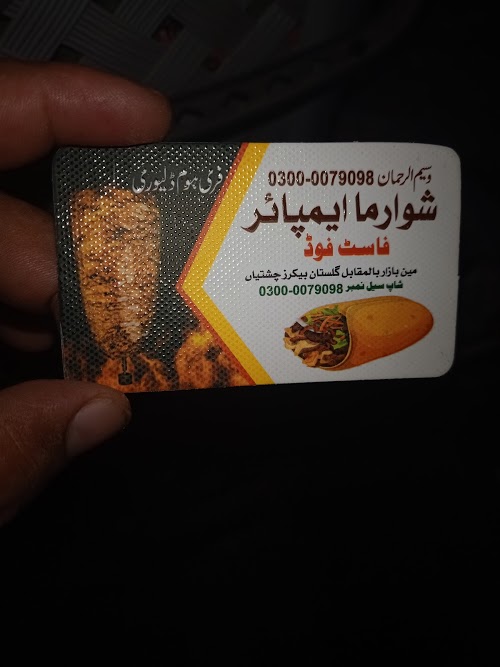 فری ہوم ڈلیوری
وسیم الرحمان 0300-0079098
شوارما ایمپائر
فاسٹ فوڈ
مین بازار بالمقابل گلستان بیکرز چشتیاں
شاپ سیل نمبر 0300-0079098